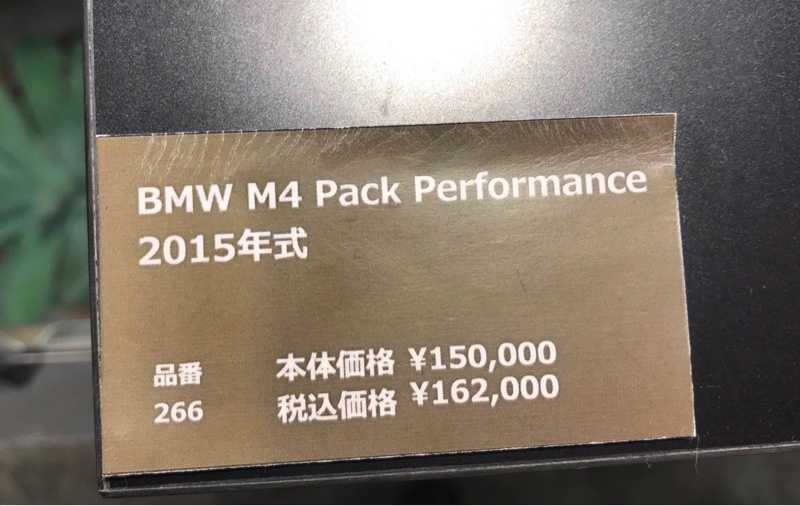 BMW M4 Pack Performance
2015年式
品番 本体価格 ¥150,000
266 税込価格 ¥162,000